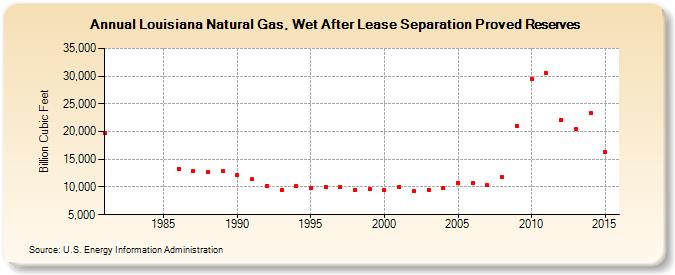 Annual Louisiana Natural Gas, Wet After Lease Separation Proved Reserves
Billion Cubic Feet
35,000
30,000
25,000
20,000
15,000
10,000
5,000
1985 1990 1995 2000 2005 2010 2015
Source: U.S. Energy Information Administration